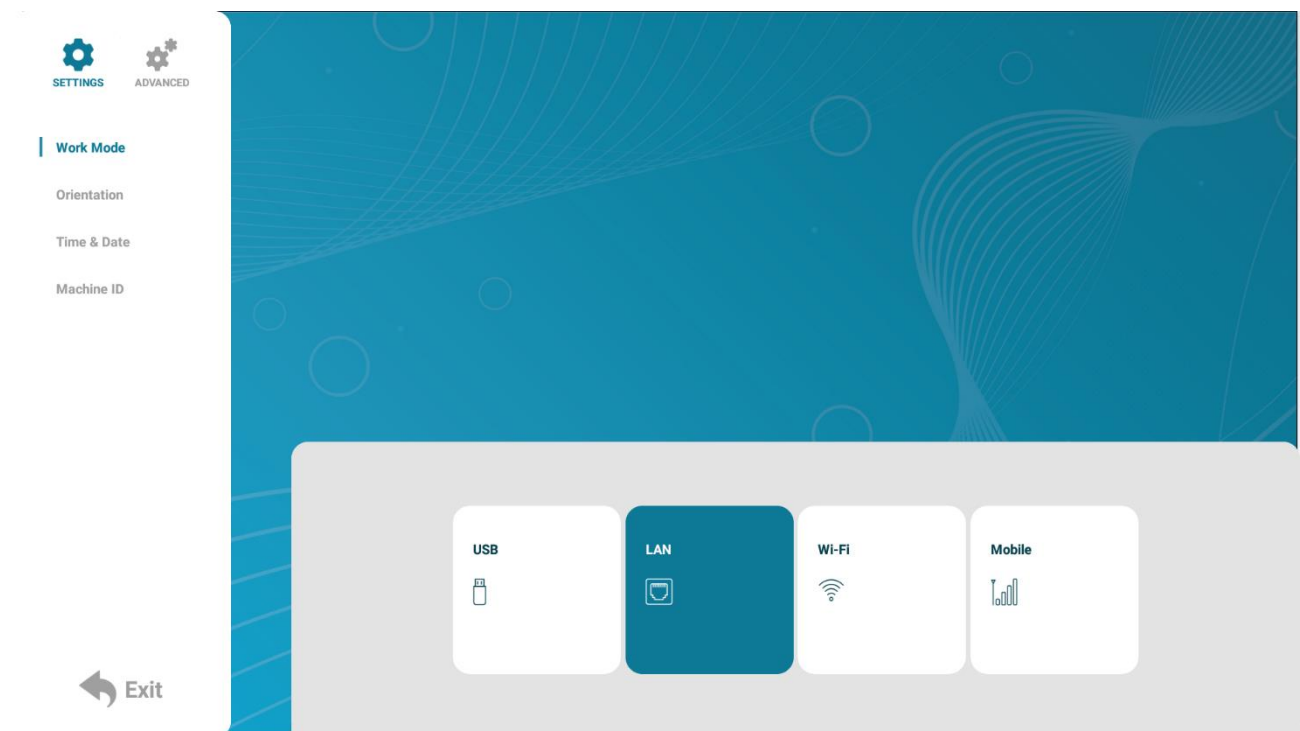 SETTINGS ADVANCED
Work Mode
Orientation
Time & Date
Machine ID
USB LAN Wi-Fi Mobile
Exit